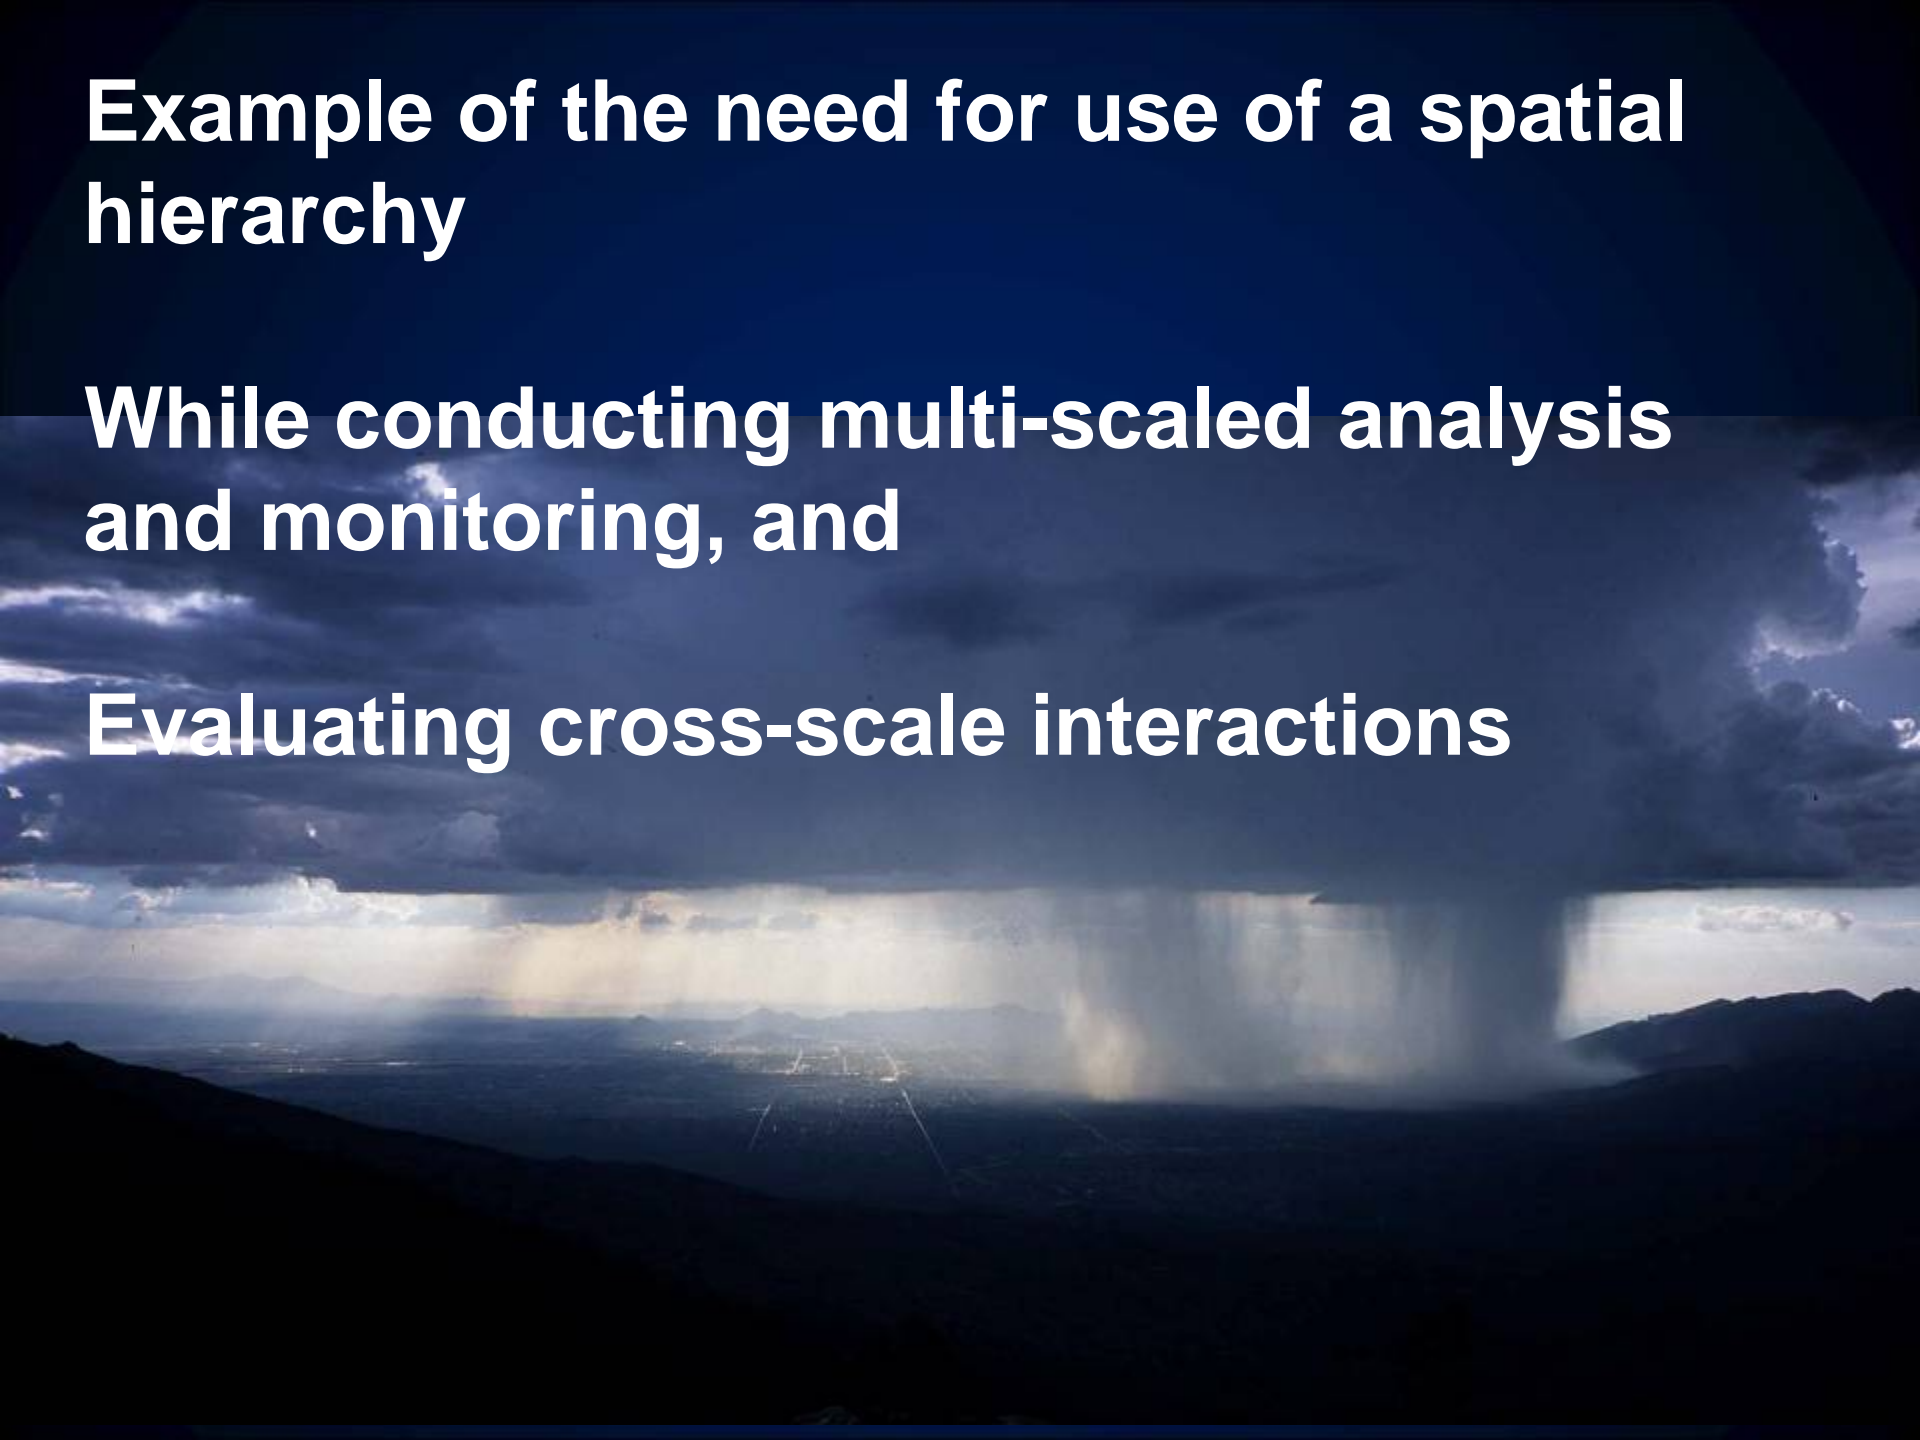 Example of the need for use of a spatial
hierarchy
While conducting multi-scaled analysis
and monitoring, and
Evaluating cross-scale interactions